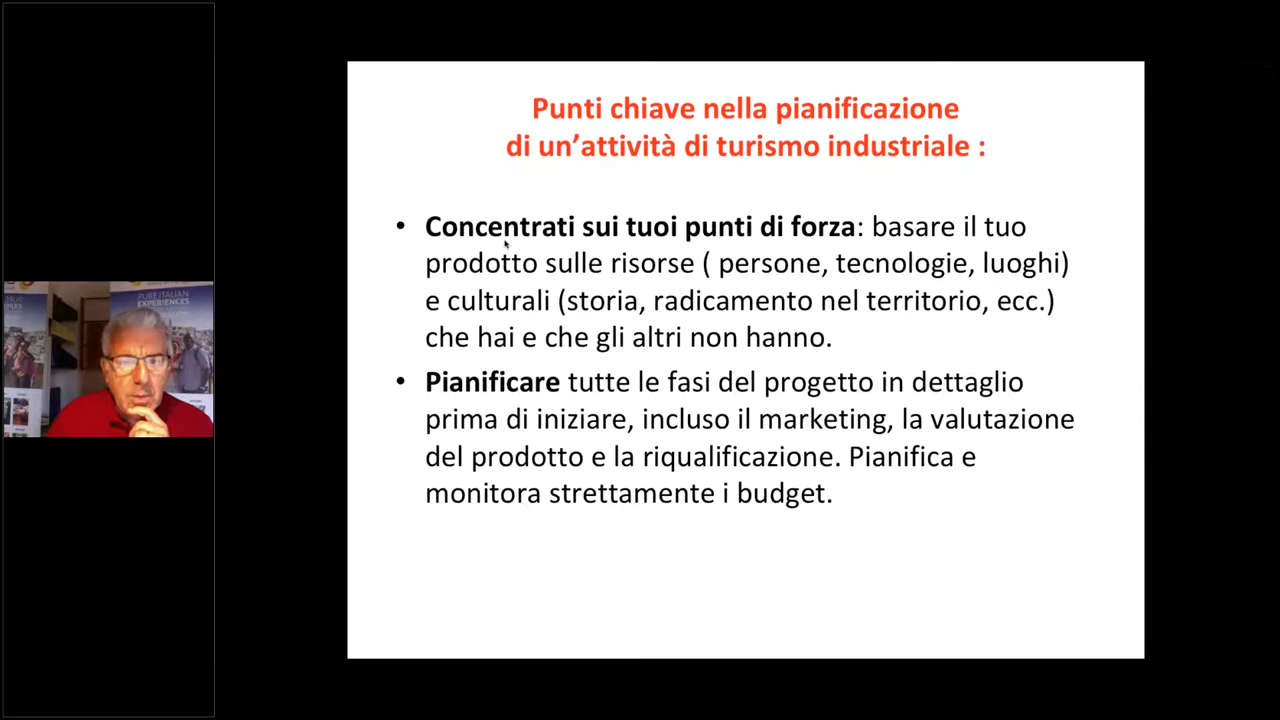 Punti chiave nella pianificazione
di un’attività di turismo industriale :
• Concentrati sui tuoi punti di forza: basare il tuo
prodotto sulle risorse ( persone, tecnologie, luoghi)
e culturali (storia, radicamento nel territorio, ecc.)
che hai e che gli altri non hanno.
• Pianificare tutte le fasi del progetto in dettaglio
prima di iniziare, incluso il marketing, la valutazione
del prodotto e la riqualificazione. Pianifica e
monitora strettamente i budget.
PURE ITALIAN
EXPERIENCES